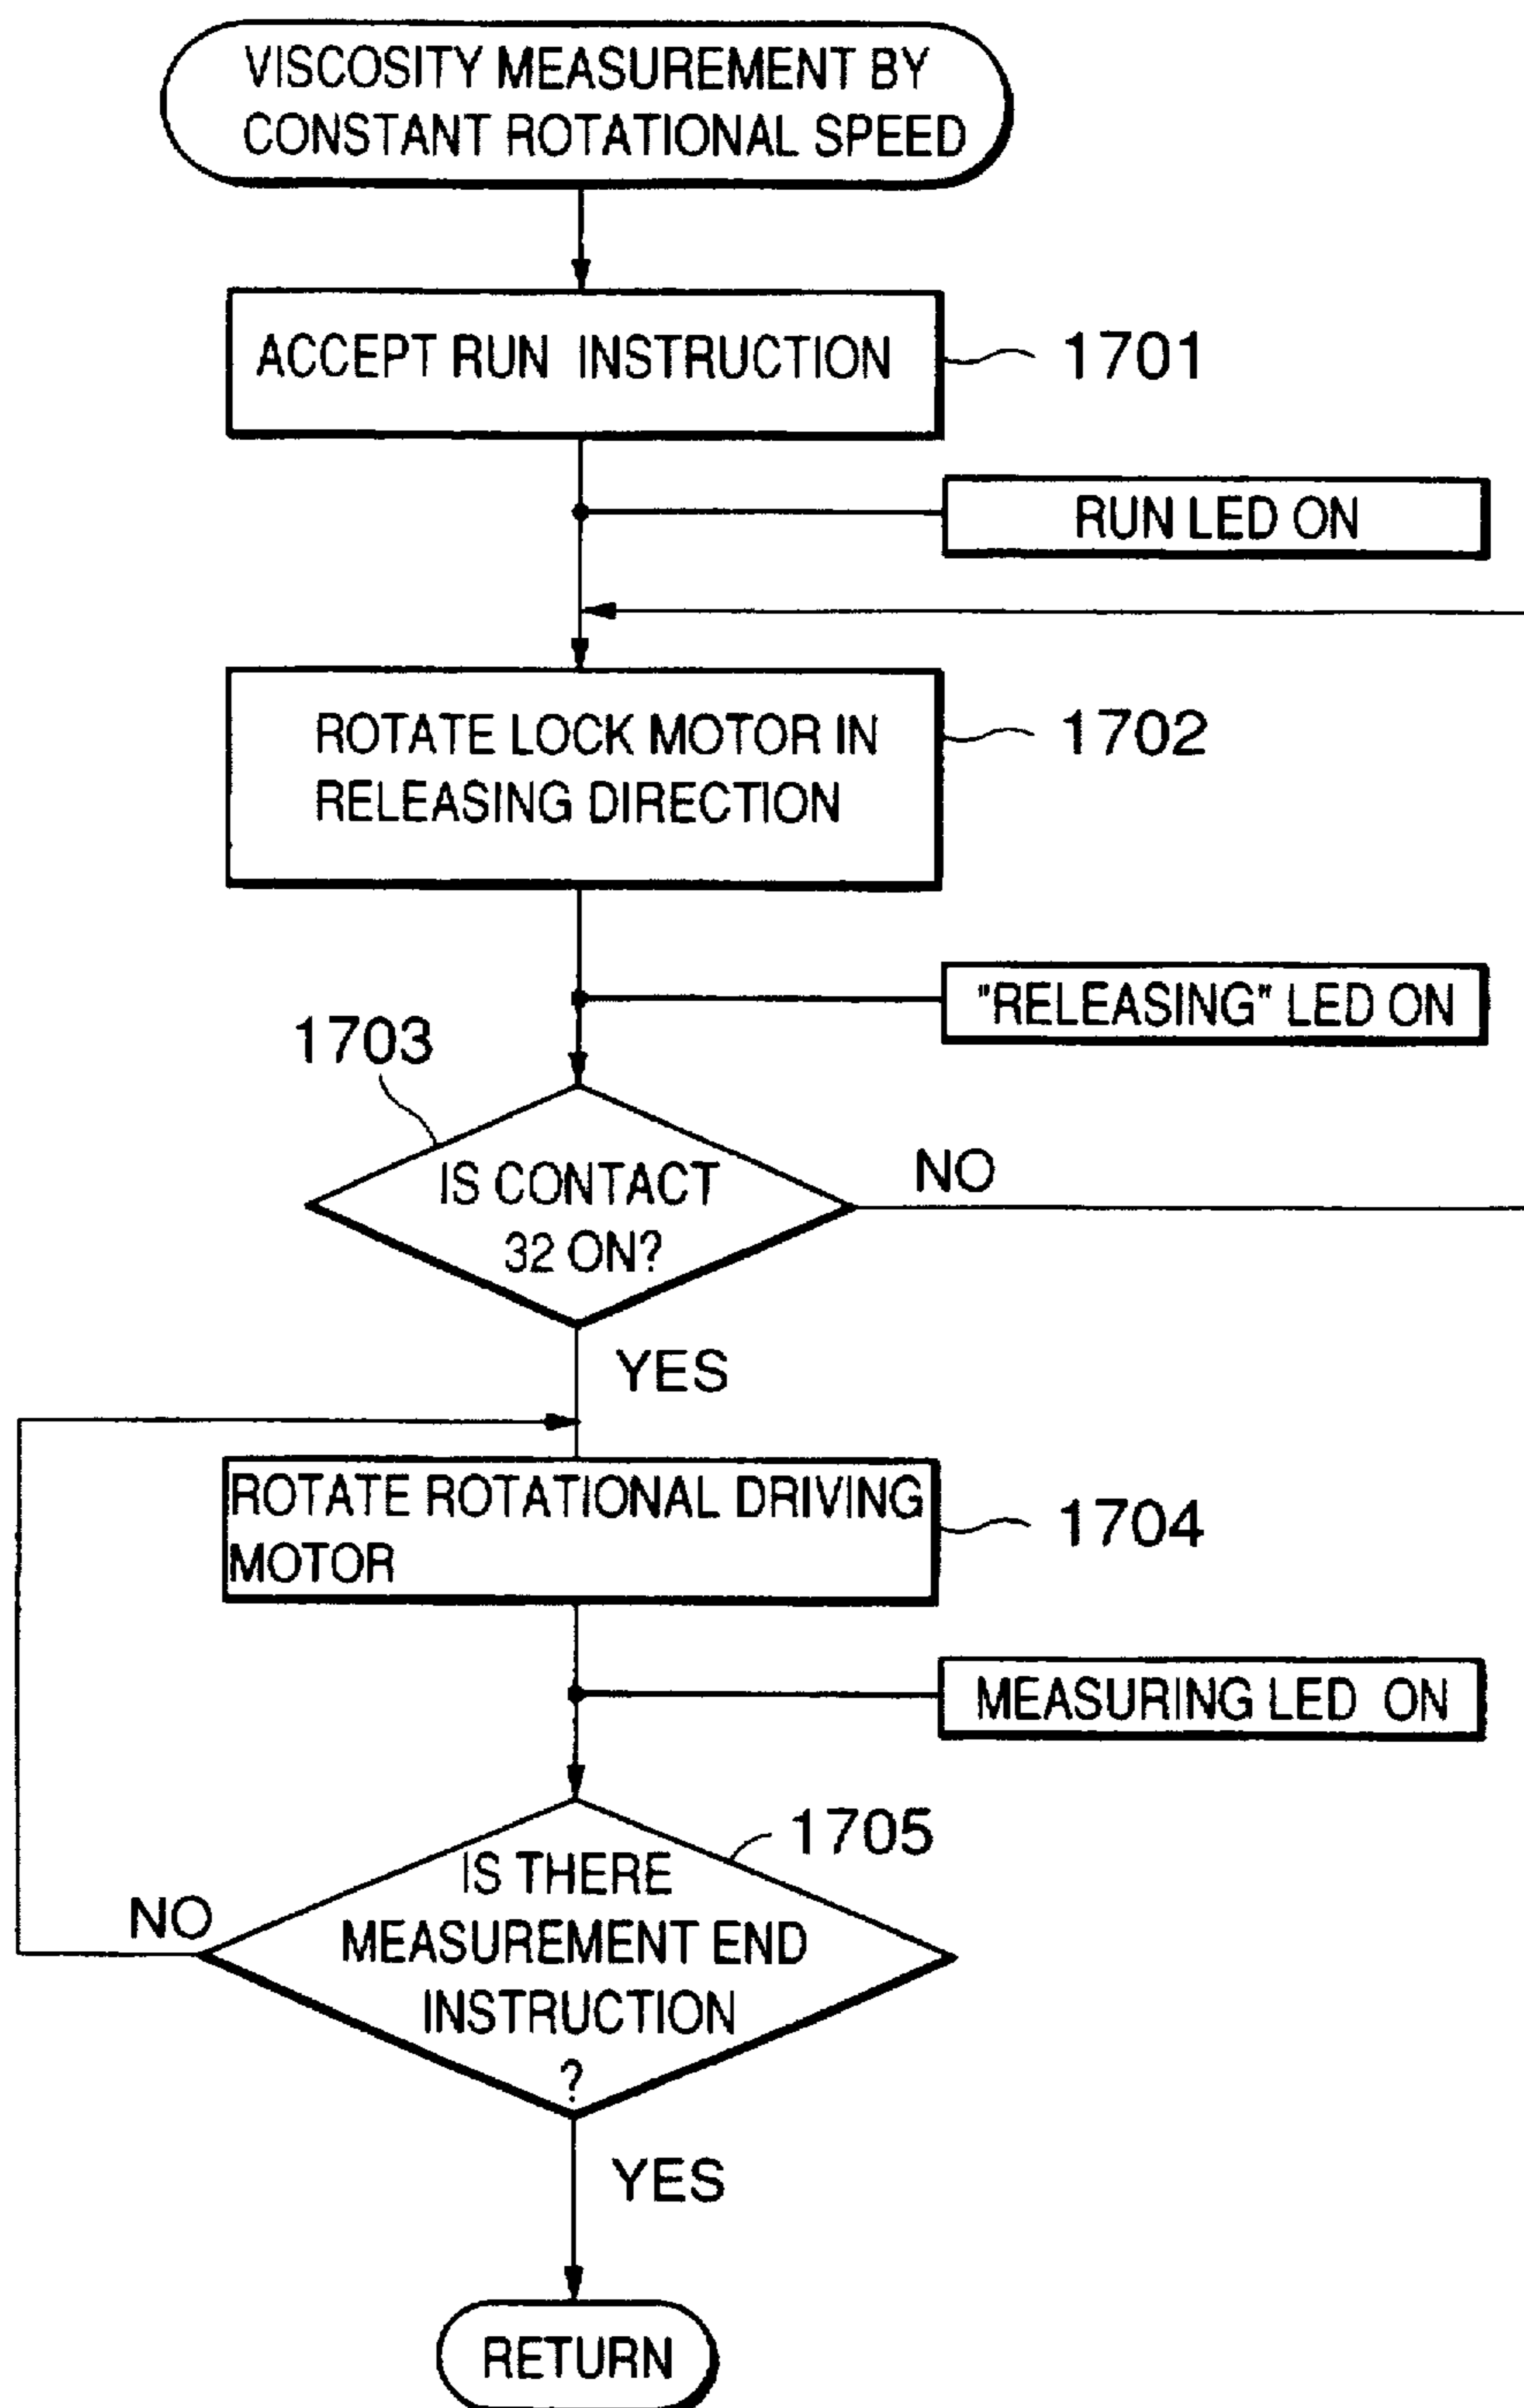 VISCOSITY MEASUREMENT BY
CONSTANT ROTATIONAL SPEED
ACCEPT RUN INSTRUCTION
1701
RUN LED ON
ROTATE LOCK MOTOR IN
RELEASING DIRECTION
1702
"RELEASING" LED ON
1703
IS CONTACT
32 ON?
NO
YES
ROTATE ROTATIONAL DRIVING
MOTOR
1704
MEASURING LED ON
1705
IS THERE
MEASUREMENT END
INSTRUCTION
?
NO
YES
RETURN